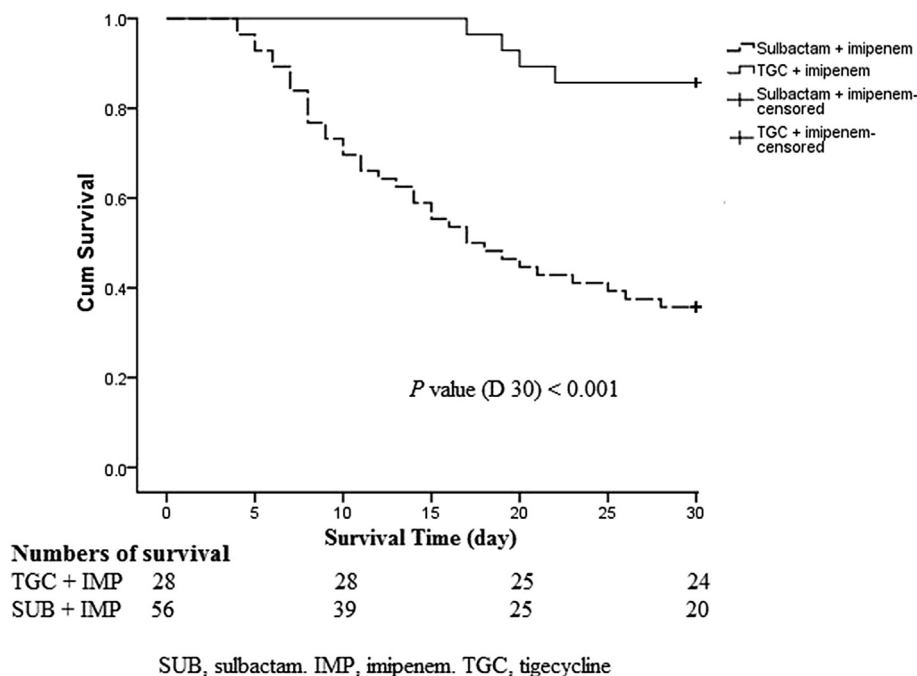 1.0
0.8
0.6
0.4
0.2
0.0
Cum Survival
0 5 10 15 20 25 30
Survival Time (day)
Sulbactam + imipenem
TGC + imipenem
Sulbactam + imipenem-
censored
TGC + imipenem-
censored
P value (D 30) < 0.001
Numbers of survival
TGC + IMP 28 28 25 24
SUB + IMP 56 39 25 20
SUB, sulbactam. IMP, imipenem. TGC, tigecycline